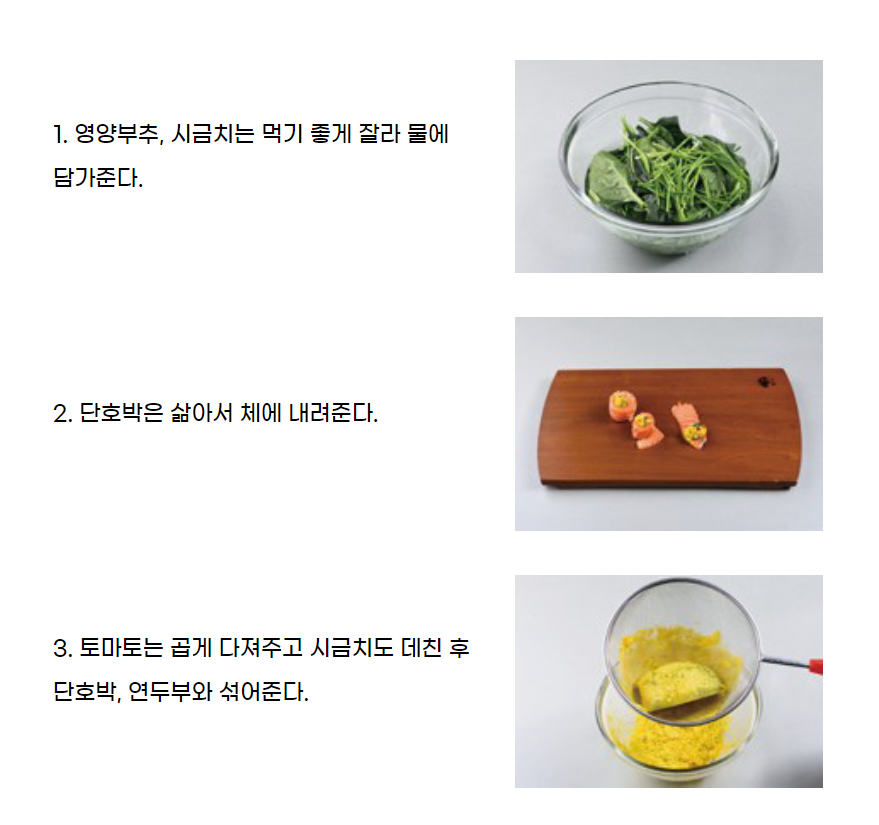 1. 영양부추, 시금치는 먹기 좋게 잘라 물에
담가준다.
2. 단호박은 삶아서 체에 내려준다.
3. 토마토는 곱게 다져주고 시금치도 데친 후
단호박, 연두부와 섞어준다.